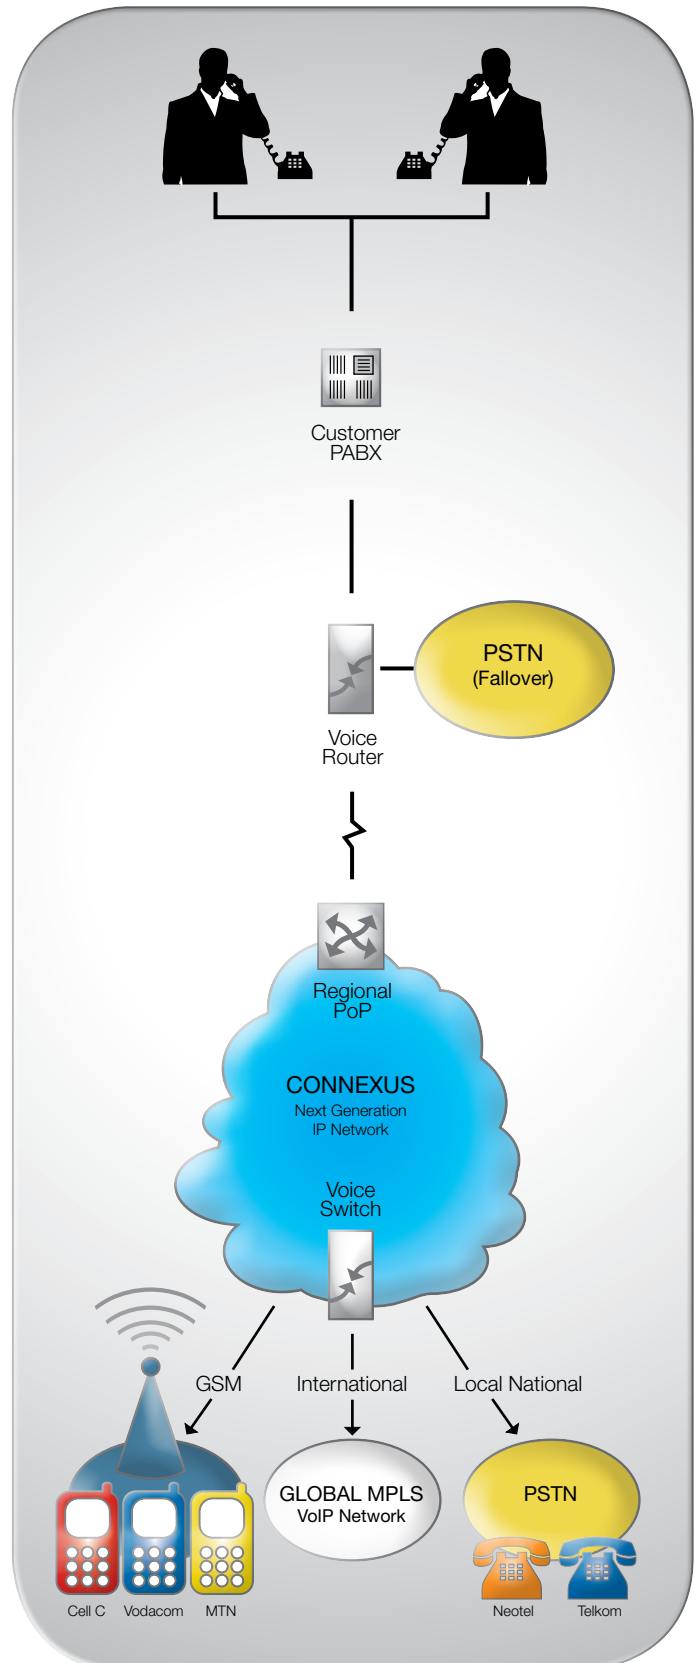 Customer
PABX
PSTN
(Fallover)
Voice
Router
Regional
PoP
CONNEXUS
Next Generation
IP Network
Voice
Switch
GSM
International
Local National
GLOBAL MPLS
VoIP Network
PSTN
Cell C
Vodacom
MTN
Neotel
Telkom